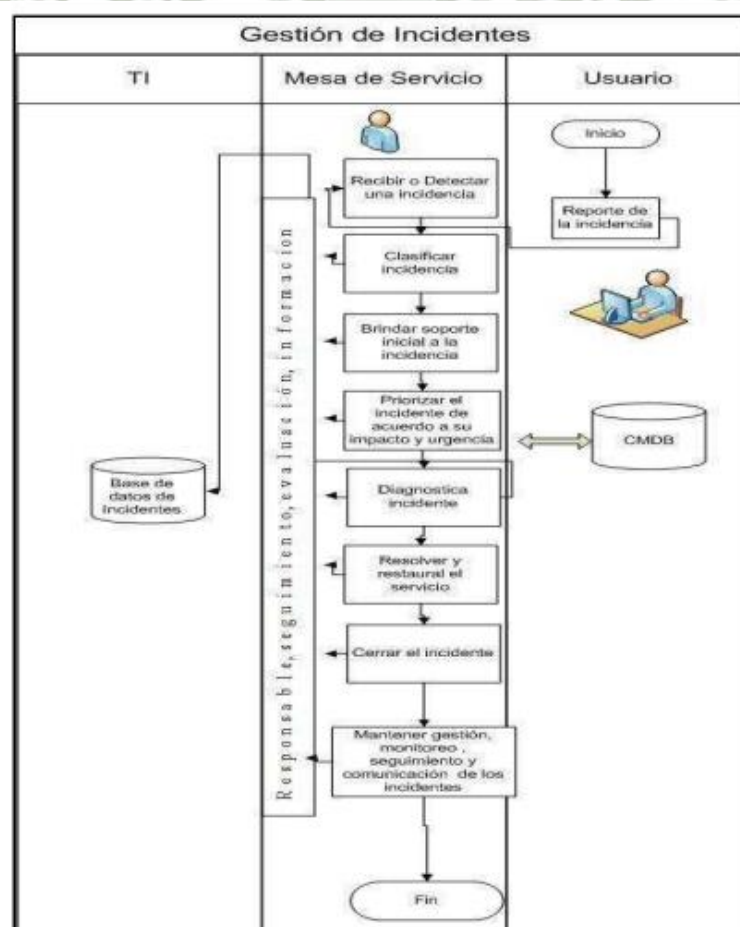 Gestión de Incidentes
TI
Mesa de Servicio
Usuario
Inicio
Recibir o Detectar
una incidencia
Reporte de
la incidencia
Clasificar
incidencia
Brindar soporte
inicial a la
incidencia
Priorizar el
incidente de
acuerdo a su
impacto y urgencia
CMDB
Base de
datos de
Incidentes
Diagnostica
incidente
Resolver y
restaural el
servicio
Cerrar el incidente
Mantener gestión,
monitoreo ,
seguimiento y
comunicación de los
incidentes
Fin
Responsable, seguimiento, evaluación, informacion